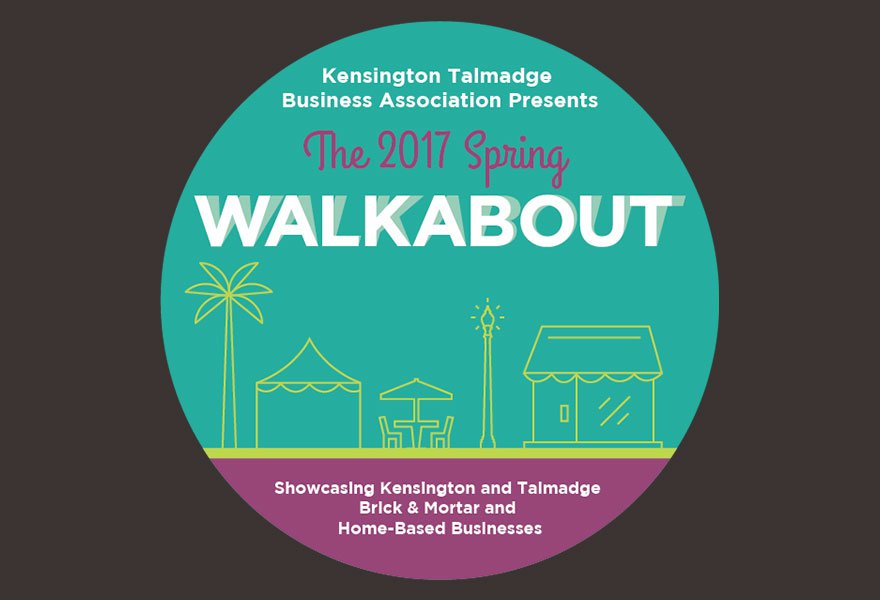 Kensington Talmadge
Business Association Presents
The 2017 Spring
WALKABOUT
Showcasing Kensington and Talmadge
Brick & Mortar and
Home-Based Businesses